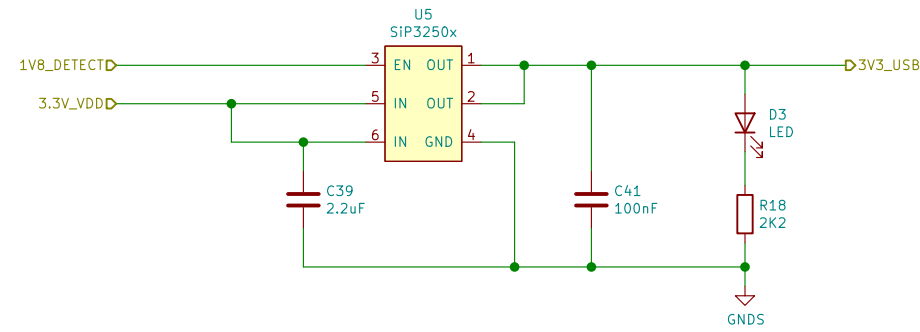 U5
SiP3250x
1V8_DETECT
3
EN
OUT
1
3V3_USB
3.3V_VDD
5
IN
OUT
2
D3
LED
6
IN
GND
4
C39
2.2uF
C41
100nF
R18
2K2
GNDS